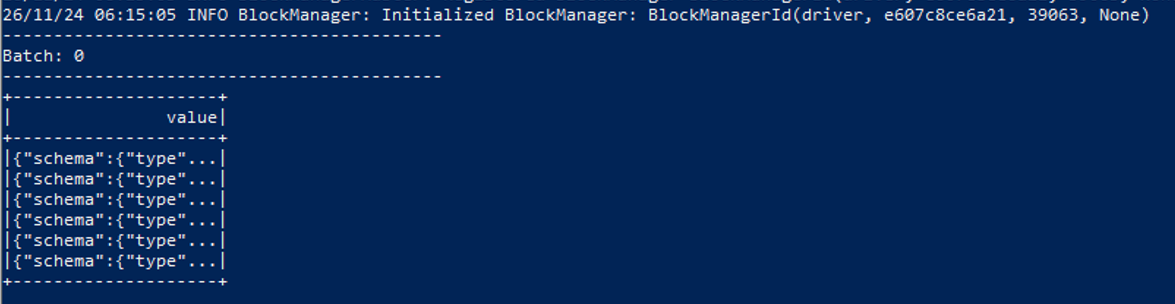 26/11/24 06:15:05 INFO BlockManager: Initialized BlockManager: BlockManagerId(driver, e607c8ce6a21, 39063, None)
-------------------------------------------
Batch: 0
-------------------------------------------
+--------------------+
|               value|
+--------------------+
|{"schema":{"type"...|
|{"schema":{"type"...|
|{"schema":{"type"...|
|{"schema":{"type"...|
|{"schema":{"type"...|
|{"schema":{"type"...|
+--------------------+